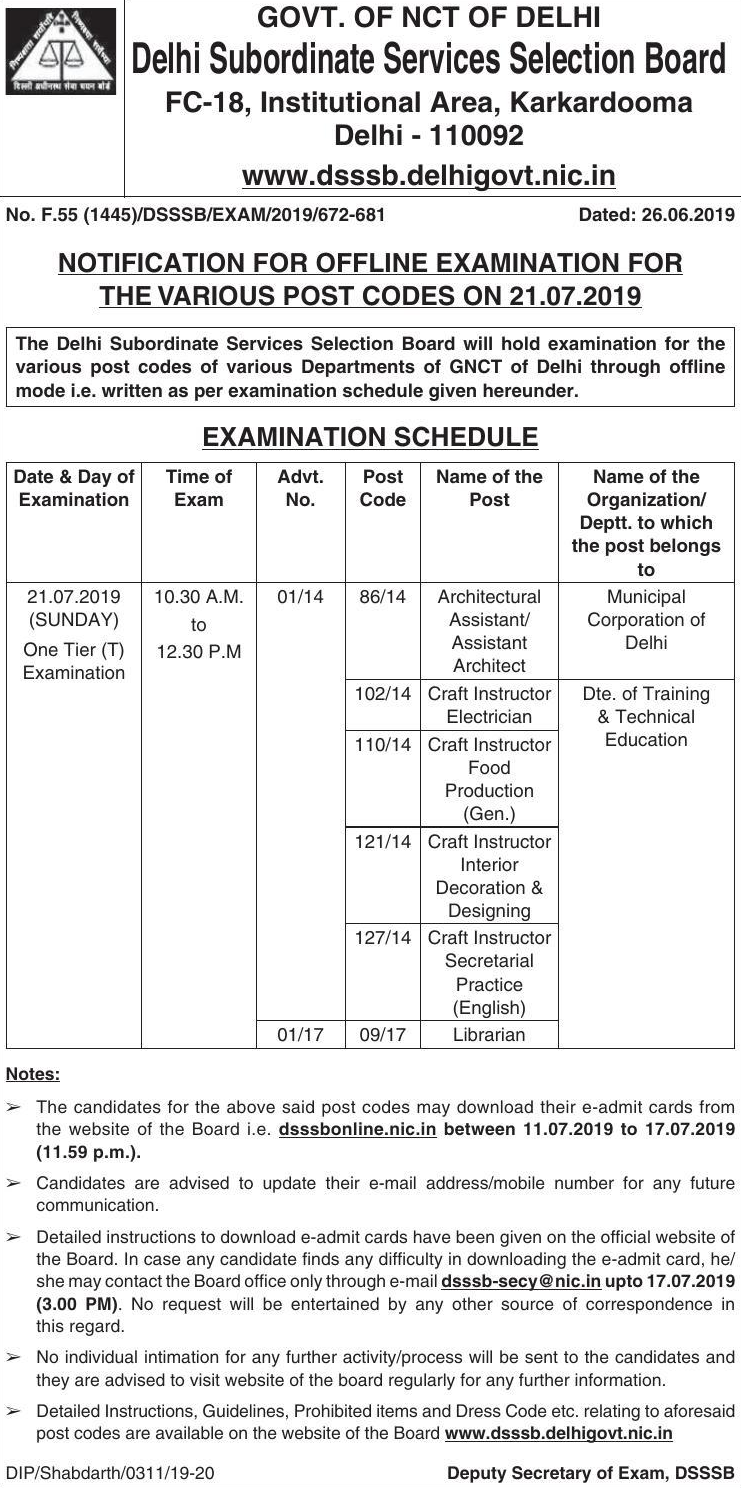 निष्पक्षता सर्वोपरि निष्पक्ष सर्वश्रेष्ठ
दिल्ली अधीनस्थ सेवा चयन बोर्ड
GOVT. OF NCT OF DELHI
Delhi Subordinate Services Selection Board
FC-18, Institutional Area, Karkardooma
Delhi - 110092
www.dsssb.delhigovt.nic.in
No. F.55 (1445)/DSSSB/EXAM/2019/672-681 Dated: 26.06.2019
NOTIFICATION FOR OFFLINE EXAMINATION FOR
THE VARIOUS POST CODES ON 21.07.2019
The Delhi Subordinate Services Selection Board will hold examination for the
various post codes of various Departments of GNCT of Delhi through offline
mode i.e. written as per examination schedule given hereunder.
EXAMINATION SCHEDULE
Date & Day of Time of Advt. Post Name of the Name of the
Examination Exam No. Code Post Organization/
Deptt. to which
the post belongs
to
21.07.2019 10.30 A.M. 01/14 86/14 Architectural Municipal
(SUNDAY) to Assistant/ Corporation of
One Tier (T) 12.30 P.M Assistant Delhi
Examination Architect
102/14 Craft Instructor Dte. of Training
Electrician & Technical
110/14 Craft Instructor Education
Food
Production
(Gen.)
121/14 Craft Instructor
Interior
Decoration &
Designing
127/14 Craft Instructor
Secretarial
Practice
(English)
01/17 09/17 Librarian
Notes:
➢ The candidates for the above said post codes may download their e-admit cards from
the website of the Board i.e. dsssbonline.nic.in between 11.07.2019 to 17.07.2019
(11.59 p.m.).
➢ Candidates are advised to update their e-mail address/mobile number for any future
communication.
➢ Detailed instructions to download e-admit cards have been given on the official website of
the Board. In case any candidate finds any difficulty in downloading the e-admit card, he/
she may contact the Board office only through e-mail dsssb-secy@nic.in upto 17.07.2019
(3.00 PM). No request will be entertained by any other source of correspondence in
this regard.
➢ No individual intimation for any further activity/process will be sent to the candidates and
they are advised to visit website of the board regularly for any further information.
➢ Detailed Instructions, Guidelines, Prohibited items and Dress Code etc. relating to aforesaid
post codes are available on the website of the Board www.dsssb.delhigovt.nic.in
DIP/Shabdarth/0311/19-20 Deputy Secretary of Exam, DSSSB